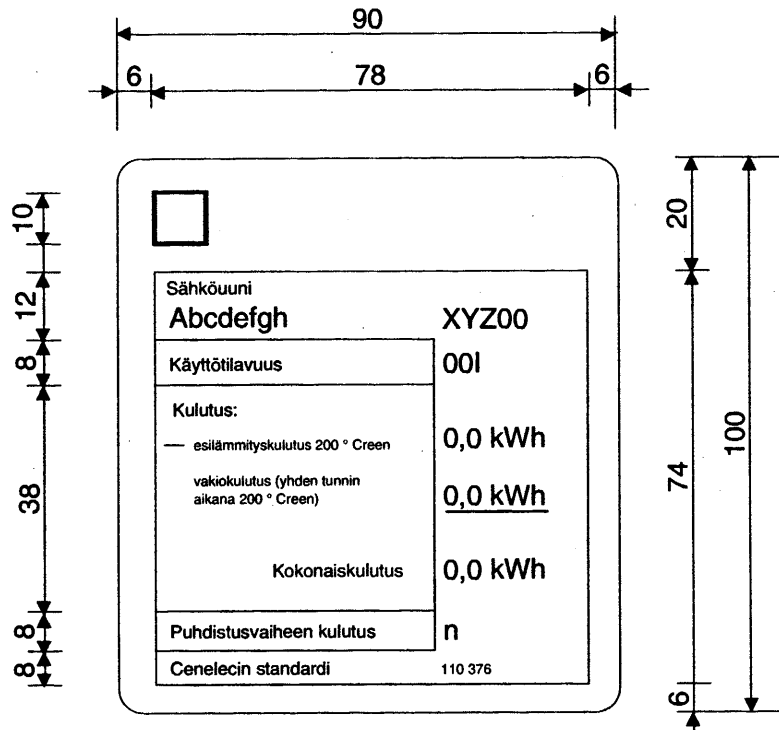 90
6 78 6
10
20
Sähköuuni
12
Abcdefgh XYZ00
8
Käyttötilavuus 00l
Kulutus:
— esilämmityskulutus 200 ° Creen 0,0 kWh
100
74
vakiokulutus (yhden tunnin
aikana 200 ° Creen) 0,0 kWh
38
Kokonaiskulutus 0,0 kWh
8
Puhdistusvaiheen kulutus n
8
Cenelecin standardi 110 376
6